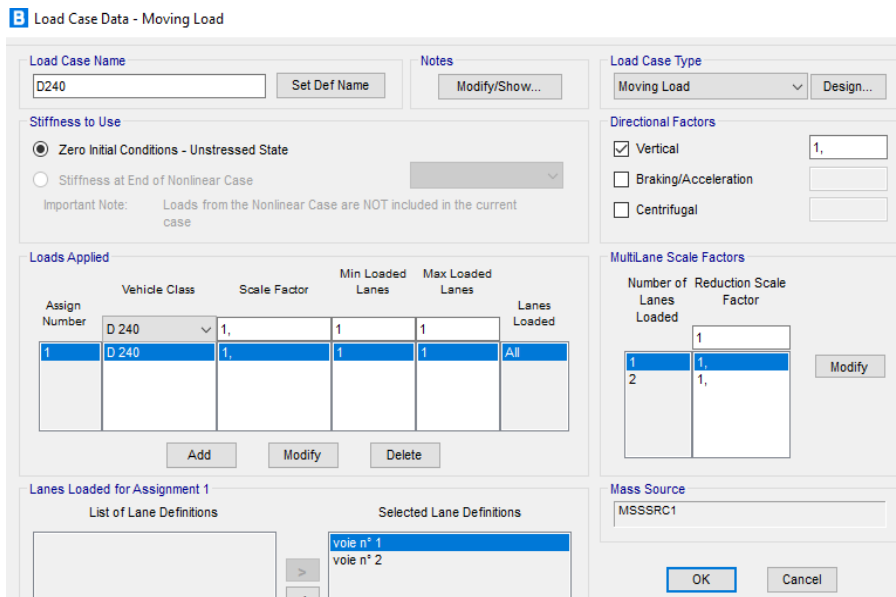 B Load Case Data - Moving Load
Load Case Name
D240
Set Def Name
Notes
Modify/Show...
Load Case Type
Moving Load
Design...
Stiffness to Use
Zero Initial Conditions - Unstressed State
Stiffness at End of Nonlinear Case
Important Note: Loads from the Nonlinear Case are NOT included in the current
case
Directional Factors
Vertical
1,
Braking/Acceleration
Centrifugal
Loads Applied
Assign
Number
Vehicle Class
Scale Factor
Min Loaded
Lanes
Max Loaded
Lanes
Lanes
Loaded
D 240 1, 1 1
1 D 240 1, 1 1 All
Add
Modify
Delete
MultiLane Scale Factors
Number of
Lanes
Loaded
Reduction Scale
Factor
1
1 1,
2 1,
Modify
Lanes Loaded for Assignment 1
List of Lane Definitions
Selected Lane Definitions
voie n° 1
voie n° 2
>
Mass Source
MSSSRC1
OK
Cancel